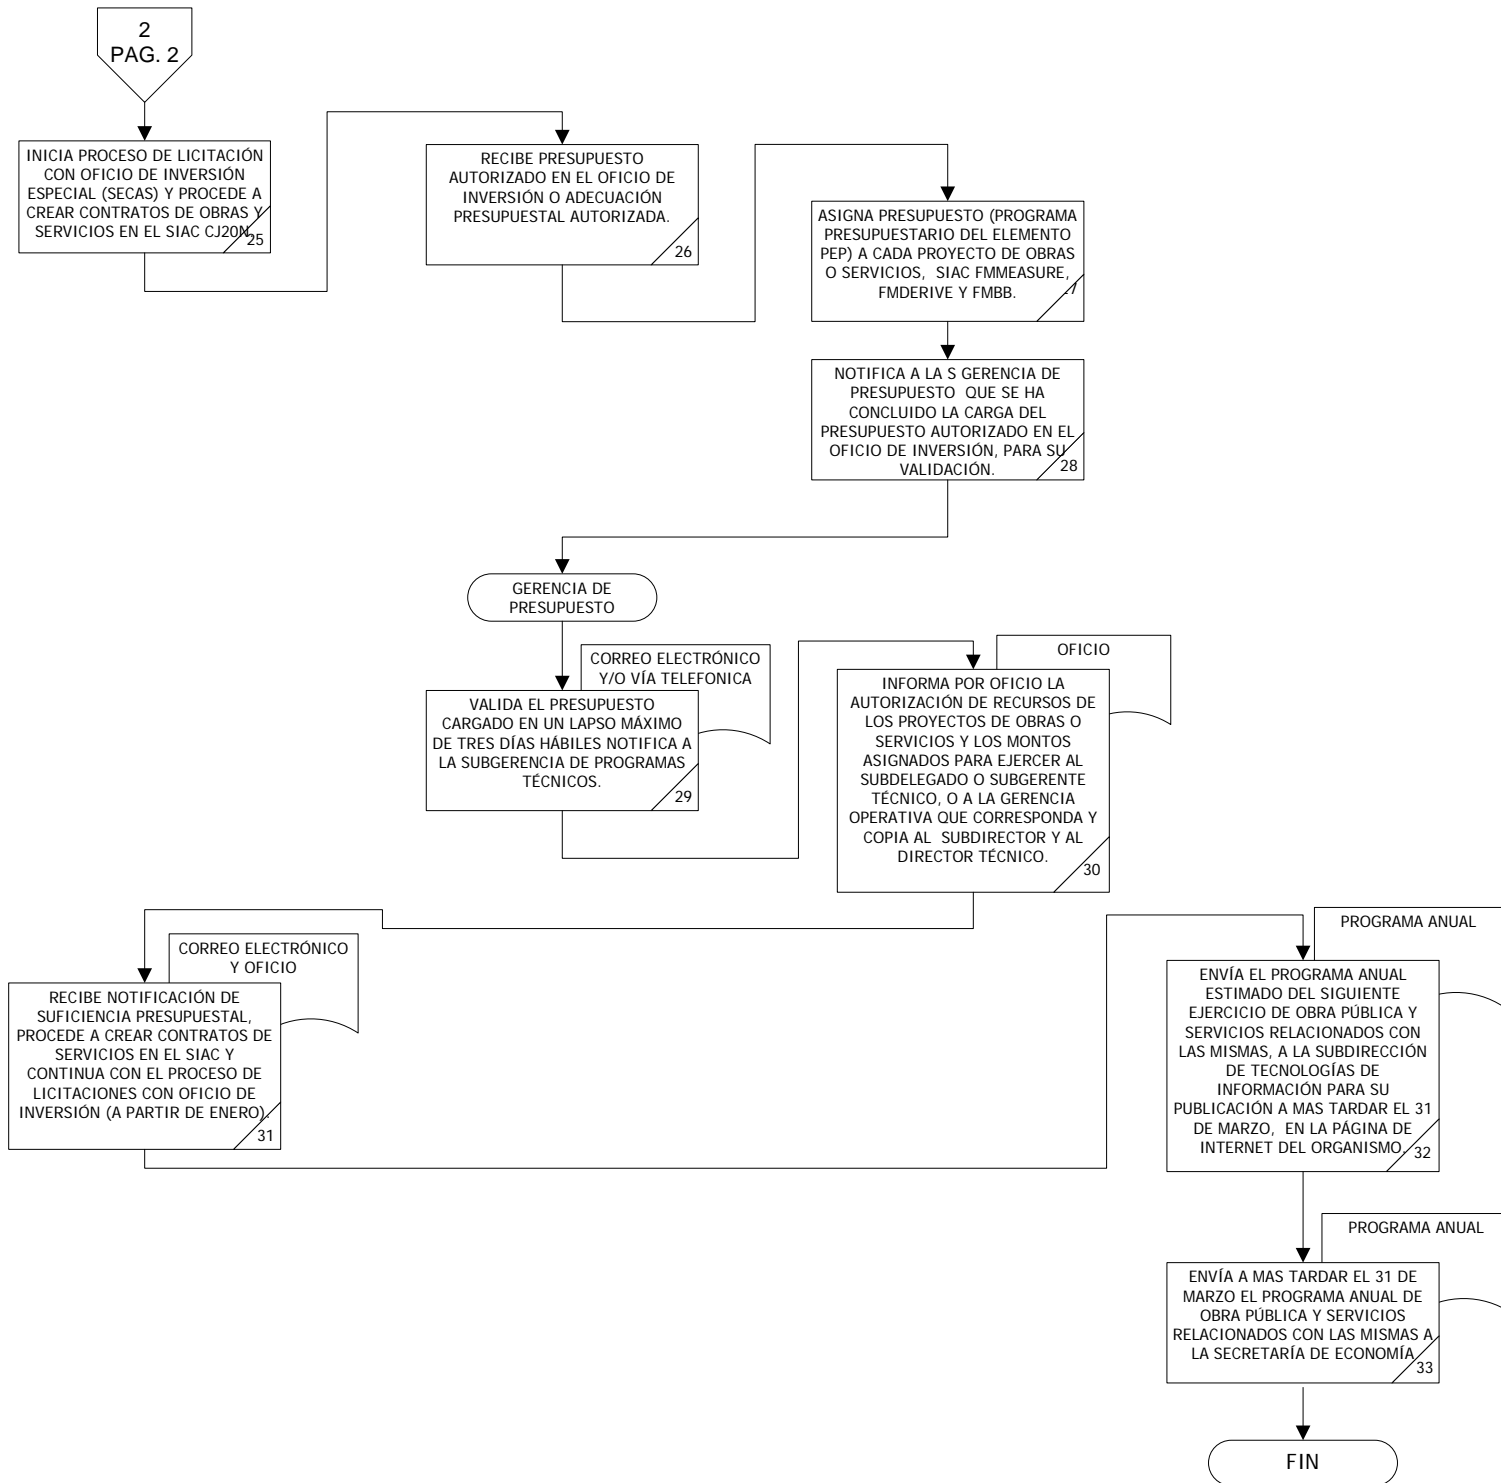 2
PAG. 2
INICIA PROCESO DE LICITACIÓN
CON OFICIO DE INVERSIÓN
ESPECIAL (SECAS) Y PROCEDE A
CREAR CONTRATOS DE OBRAS Y
SERVICIOS EN EL SIAC CJ20N.
25
RECIBE PRESUPUESTO
AUTORIZADO EN EL OFICIO DE
INVERSIÓN O ADECUACIÓN
PRESUPUESTAL AUTORIZADA.
26
ASIGNA PRESUPUESTO (PROGRAMA
PRESUPUESTARIO DEL ELEMENTO
PEP) A CADA PROYECTO DE OBRAS
O SERVICIOS, SIAC FMMEASURE,
FMDERIVE Y FMBB.
NOTIFICA A LA S GERENCIA DE
PRESUPUESTO QUE SE HA
CONCLUIDO LA CARGA DEL
PRESUPUESTO AUTORIZADO EN EL
OFICIO DE INVERSIÓN, PARA SU
VALIDACIÓN.
28
GERENCIA DE
PRESUPUESTO
CORREO ELECTRÓNICO
Y/O VÍA TELEFONICA
VALIDA EL PRESUPUESTO
CARGADO EN UN LAPSO MÁXIMO
DE TRES DÍAS HÁBILES NOTIFICA A
LA SUBGERENCIA DE PROGRAMAS
TÉCNICOS.
29
OFICIO
INFORMA POR OFICIO LA
AUTORIZACIÓN DE RECURSOS DE
LOS PROYECTOS DE OBRAS O
SERVICIOS Y LOS MONTOS
ASIGNADOS PARA EJERCER AL
SUBDELEGADO O SUBGERENTE
TÉCNICO, O A LA GERENCIA
OPERATIVA QUE CORRESPONDA Y
COPIA AL SUBDIRECTOR Y AL
DIRECTOR TÉCNICO.
30
CORREO ELECTRÓNICO
Y OFICIO
RECIBE NOTIFICACIÓN DE
SUFICIENCIA PRESUPUESTAL,
PROCEDE A CREAR CONTRATOS DE
SERVICIOS EN EL SIAC Y
CONTINUA CON EL PROCESO DE
LICITACIONES CON OFICIO DE
INVERSIÓN (A PARTIR DE ENERO).
31
PROGRAMA ANUAL
ENVÍA EL PROGRAMA ANUAL
ESTIMADO DEL SIGUIENTE
EJERCICIO DE OBRA PÚBLICA Y
SERVICIOS RELACIONADOS CON
LAS MISMAS, A LA SUBDIRECCIÓN
DE TECNOLOGÍAS DE
INFORMACIÓN PARA SU
PUBLICACIÓN A MAS TARDAR EL 31
DE MARZO, EN LA PÁGINA DE
INTERNET DEL ORGANISMO.
32
PROGRAMA ANUAL
ENVÍA A MAS TARDAR EL 31 DE
MARZO EL PROGRAMA ANUAL DE
OBRA PÚBLICA Y SERVICIOS
RELACIONADOS CON LAS MISMAS A
LA SECRETARÍA DE ECONOMÍA
33
FIN